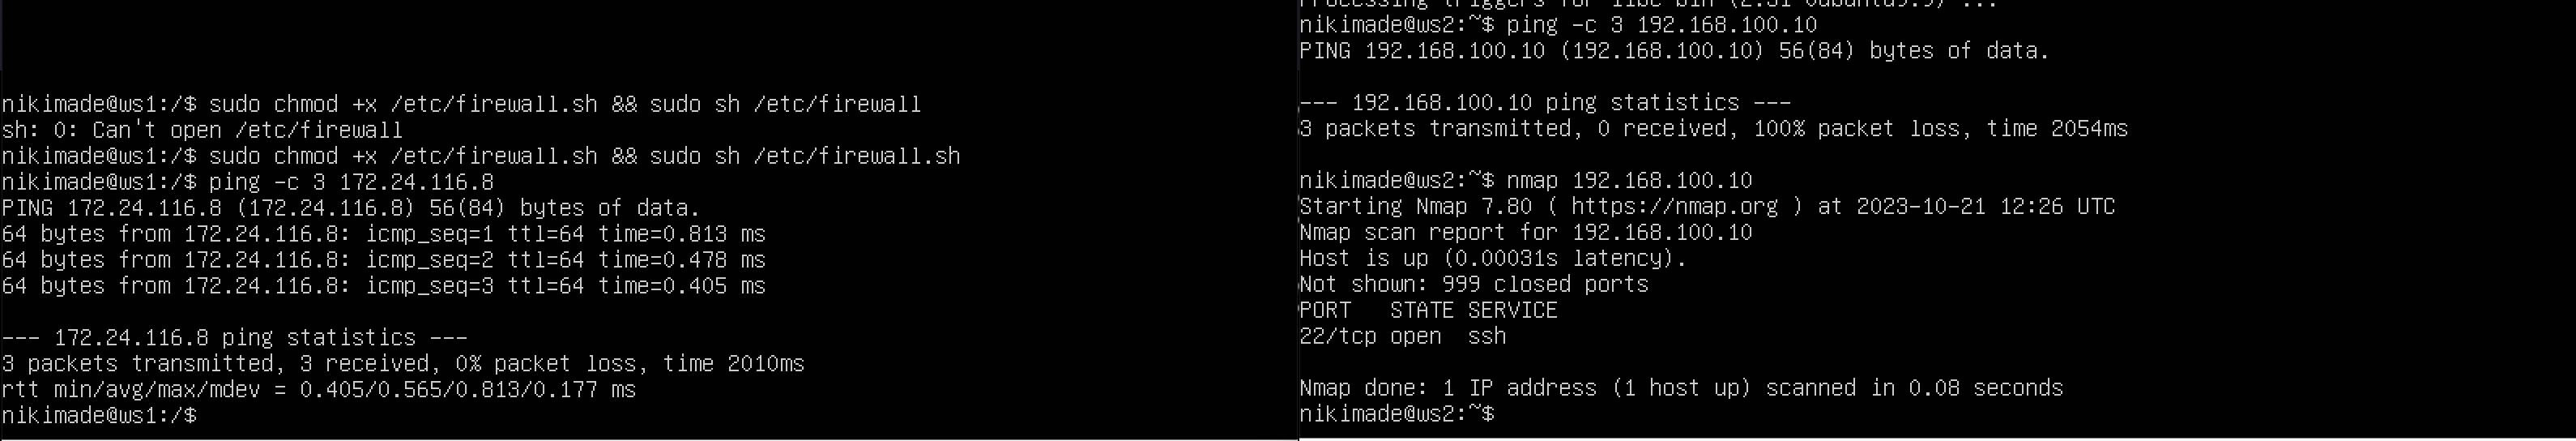 nikimade@ws1:/$ sudo chmod +x /etc/firewall.sh && sudo sh /etc/firewall
sh: 0: Can't open /etc/firewall
nikimade@ws1:/$ sudo chmod +x /etc/firewall.sh && sudo sh /etc/firewall.sh
nikimade@ws1:/$ ping -c 3 172.24.116.8
PING 172.24.116.8 (172.24.116.8) 56(84) bytes of data.
64 bytes from 172.24.116.8: icmp_seq=1 ttl=64 time=0.813 ms
64 bytes from 172.24.116.8: icmp_seq=2 ttl=64 time=0.478 ms
64 bytes from 172.24.116.8: icmp_seq=3 ttl=64 time=0.405 ms
--- 172.24.116.8 ping statistics ---
3 packets transmitted, 3 received, 0% packet loss, time 2010ms
rtt min/avg/max/mdev = 0.405/0.565/0.813/0.177 ms
nikimade@ws1:/$
Processing triggers for libc-bin (2.31-0ubuntu9.9) ...
nikimade@ws2:~$ ping -c 3 192.168.100.10
PING 192.168.100.10 (192.168.100.10) 56(84) bytes of data.
--- 192.168.100.10 ping statistics ---
3 packets transmitted, 0 received, 100% packet loss, time 2054ms
nikimade@ws2:~$ nmap 192.168.100.10
Starting Nmap 7.80 ( https://nmap.org ) at 2023-10-21 12:26 UTC
Nmap scan report for 192.168.100.10
Host is up (0.00031s latency).
Not shown: 999 closed ports
PORT   STATE SERVICE
22/tcp open  ssh
Nmap done: 1 IP address (1 host up) scanned in 0.08 seconds
nikimade@ws2:~$